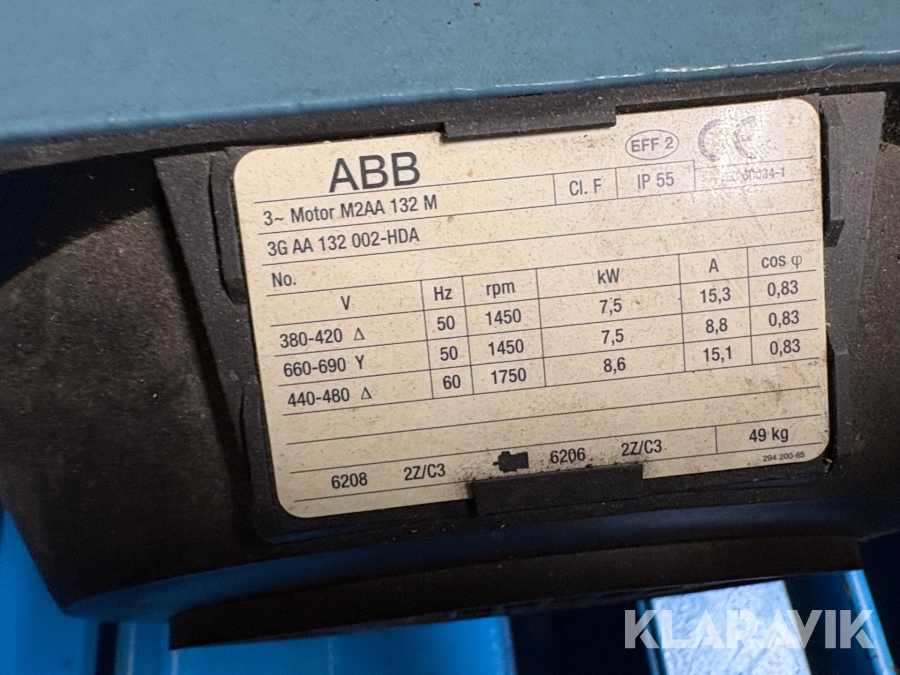 ABB
EFF 2
CE
3~ Motor M2AA 132 M
Cl. F
IP 55
3G AA 132 002-HDA
No.
V Hz rpm kW A cos φ
380-420 Δ 50 1450 7,5 15,3 0,83
660-690 Y 50 1450 7,5 8,8 0,83
440-480 Δ 60 1750 8,6 15,1 0,83
6208 2Z/C3 6206 2Z/C3 49 kg
294 200-65
KLARAVIK